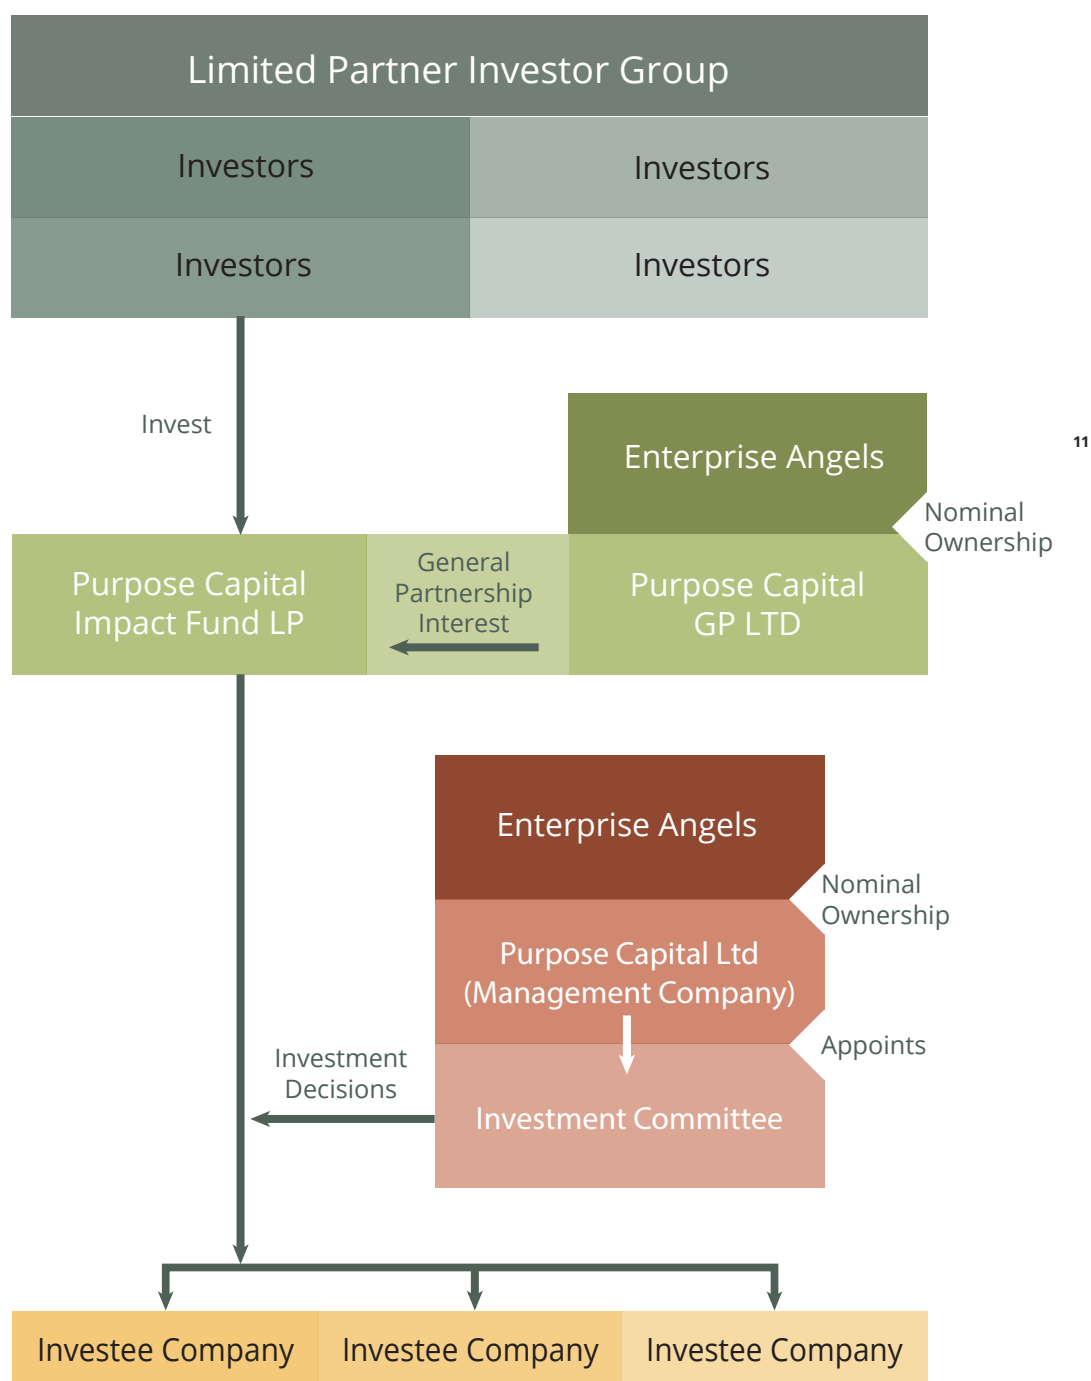 Limited Partner Investor Group
Investors
Investors
Investors
Investors
Invest
Enterprise Angels
11
Nominal
Ownership
Purpose Capital
Impact Fund LP
General
Partnership
Interest
Purpose Capital
GP LTD
Enterprise Angels
Nominal
Ownership
Purpose Capital Ltd
(Management Company)
Appoints
Investment
Decisions
Investment Committee
Investee Company
Investee Company
Investee Company